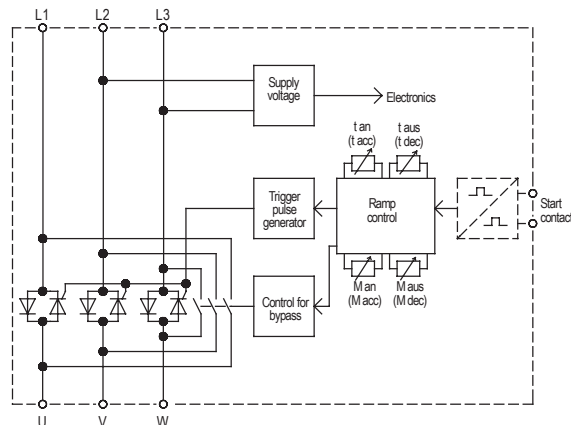 L1 L2 L3
Supply
voltage
Electronics
t an
(t acc)
t aus
(t dec)
Trigger
pulse
generator
Ramp
control
Start
contact
M an
(M acc)
M aus
(M dec)
Control for
bypass
U V W